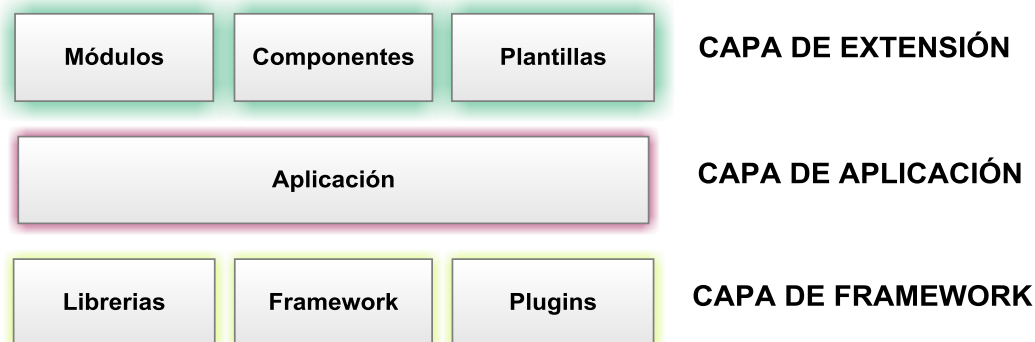 Módulos Componentes Plantillas CAPA DE EXTENSIÓN
Aplicación CAPA DE APLICACIÓN
Librerias Framework Plugins CAPA DE FRAMEWORK